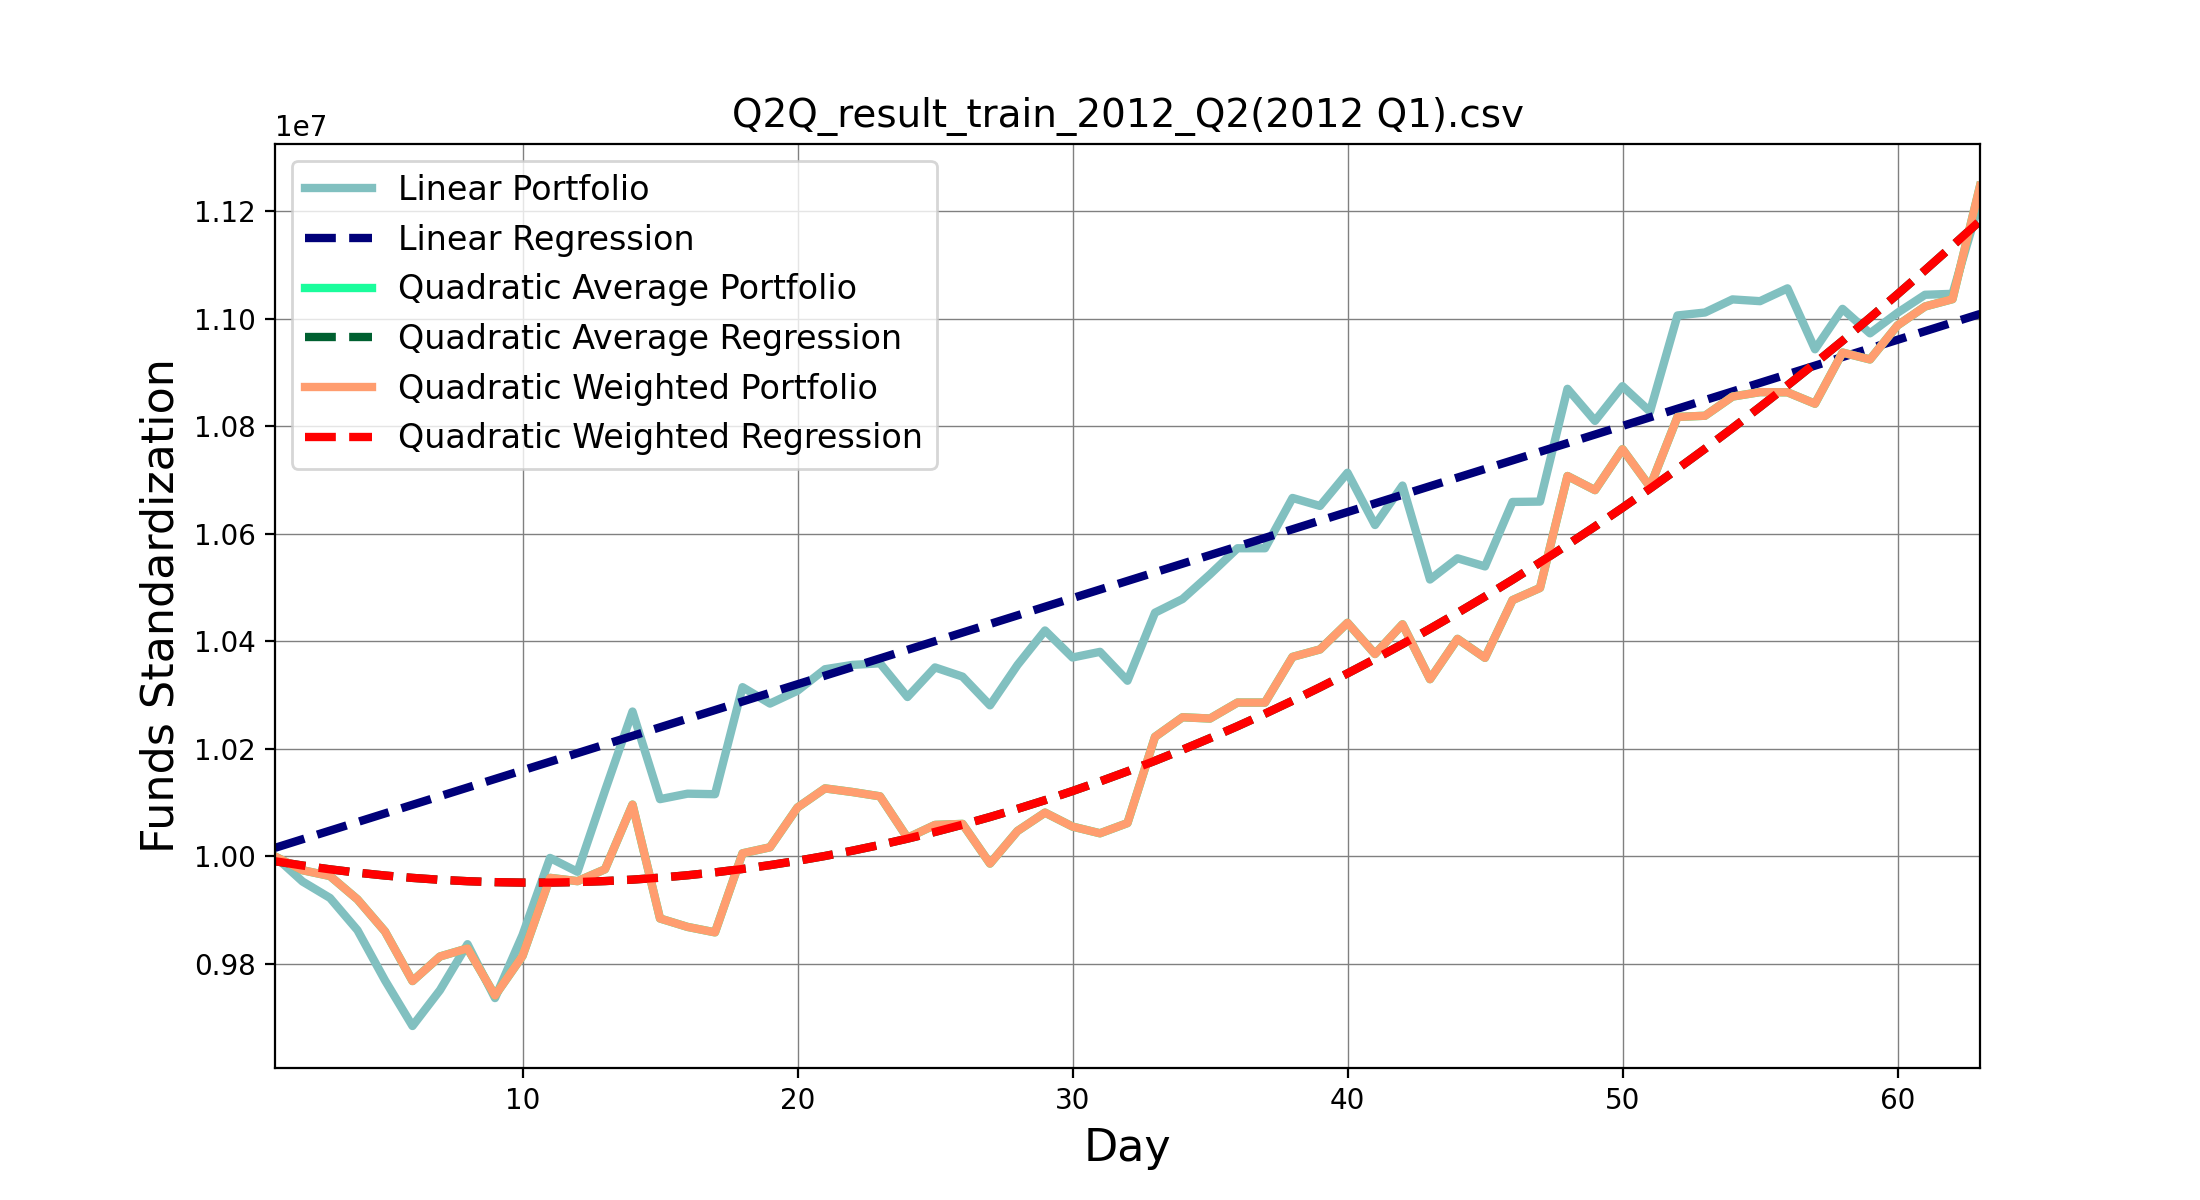 Q2Q_result_train_2012_Q2(2012 Q1).csv
1e7
Linear Portfolio
Linear Regression
Quadratic Average Portfolio
Quadratic Average Regression
Quadratic Weighted Portfolio
Quadratic Weighted Regression
1.12
1.10
1.08
1.06
1.04
1.02
1.00
0.98
Funds Standardization
10 20 30 40 50 60
Day